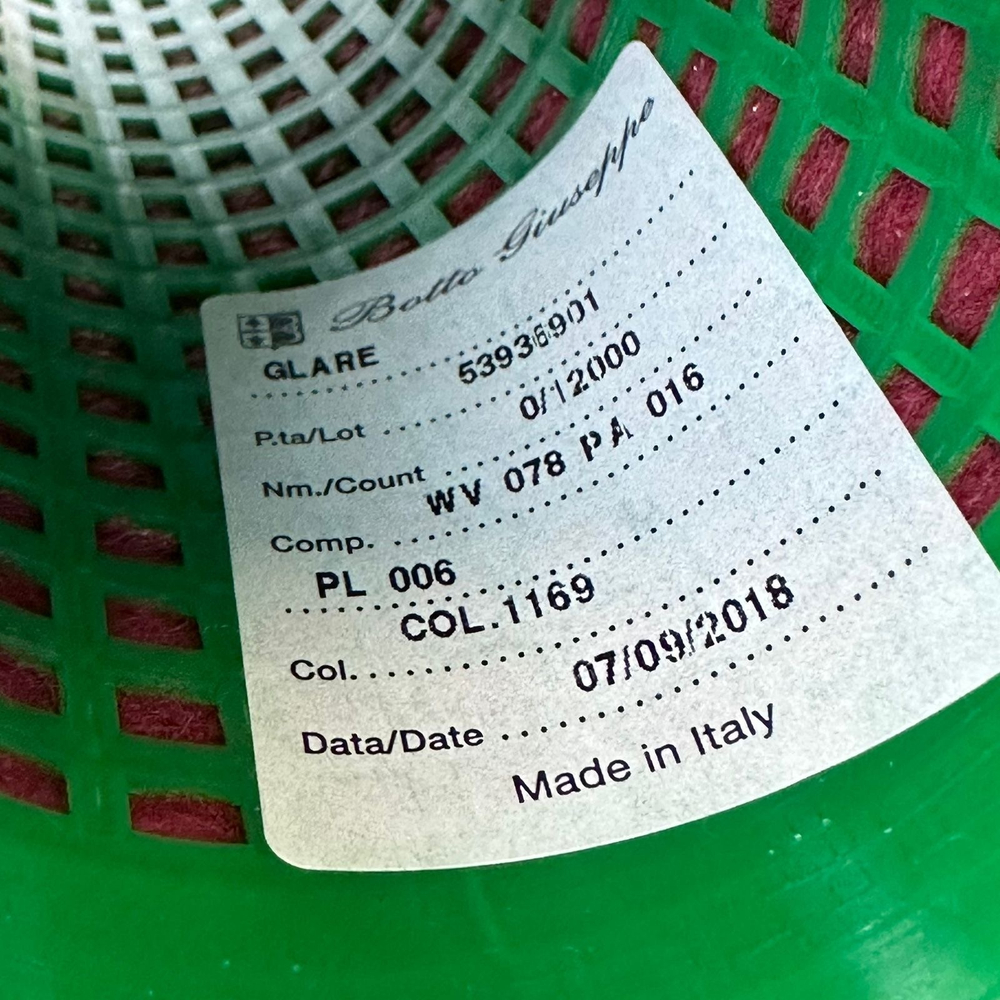 Botto Giuseppe
GLARE
P.ta/Lot 53936901
Nm./Count 0/12000
Comp. WV 078 PA 016
PL 006
Col. COL.1169
Data/Date 07/09/2018
Made in Italy